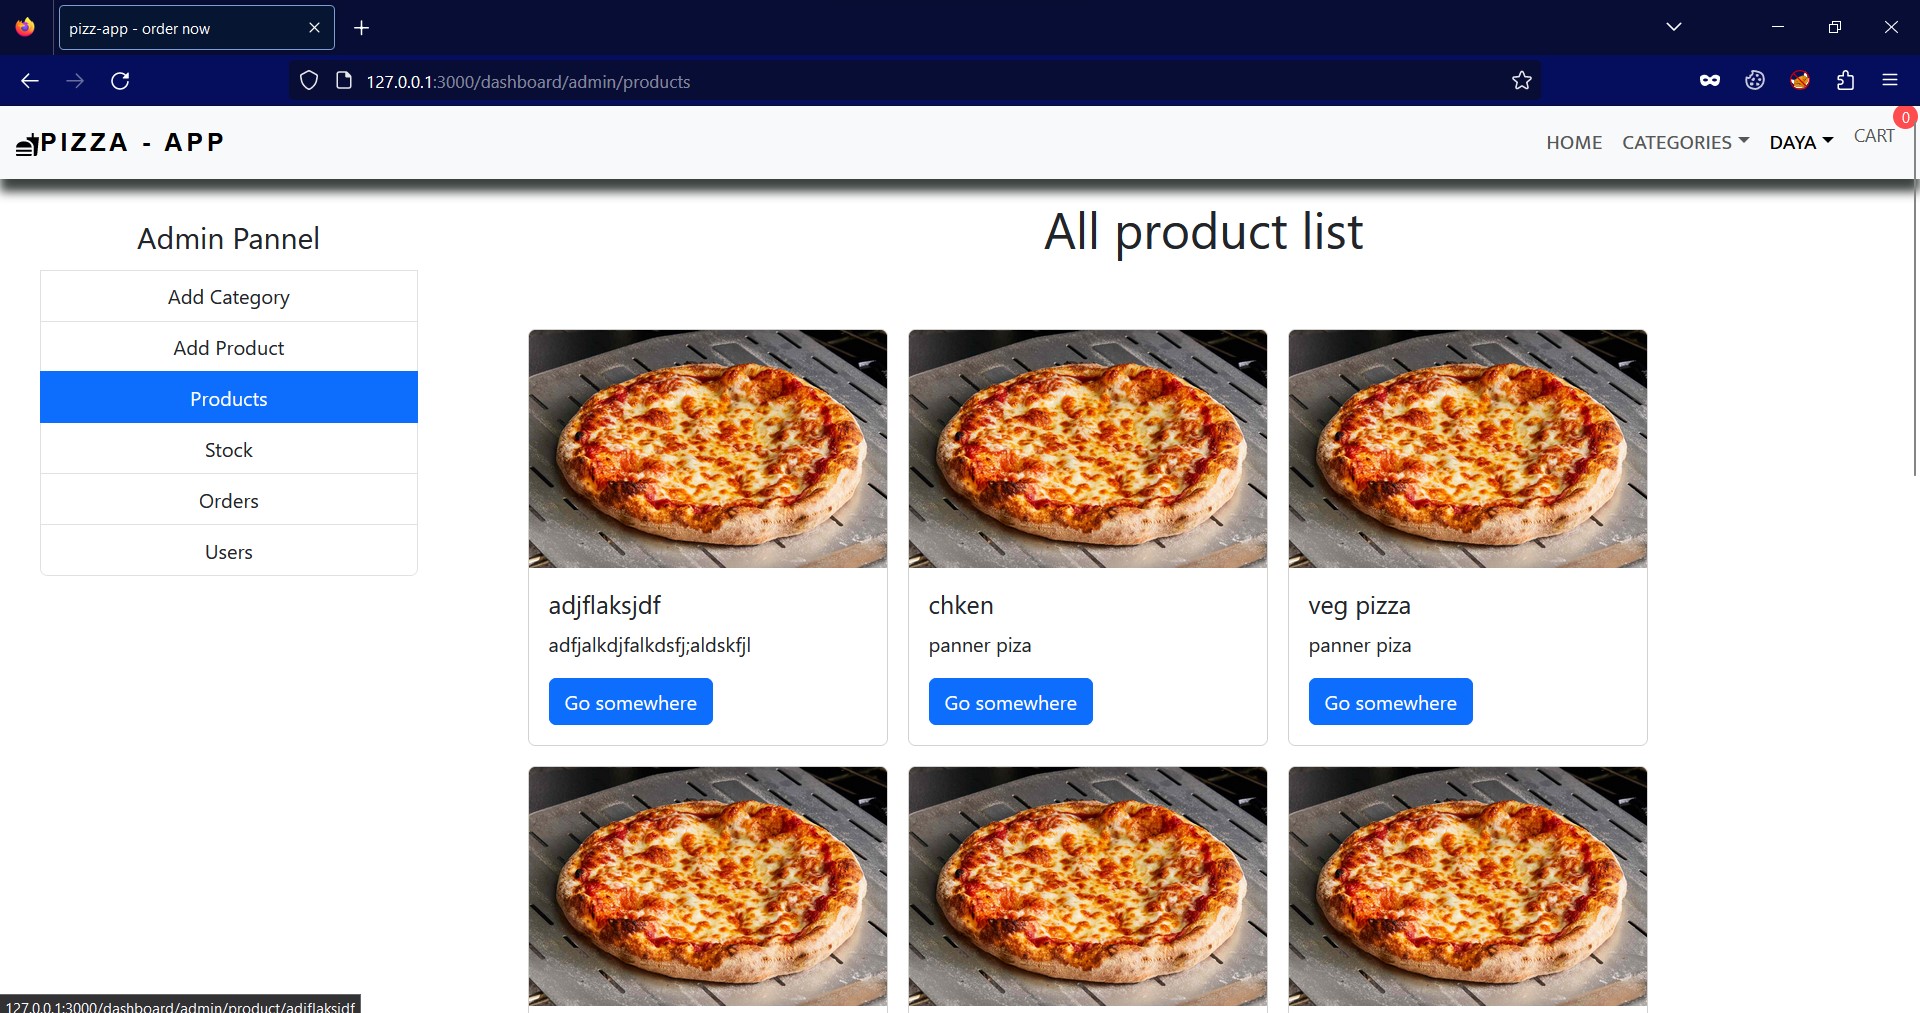 pizz-app - order now
127.0.0.1:3000/dashboard/admin/products
PIZZA - APP
HOME CATEGORIES DAYA CART 0
All product list
Admin Pannel
Add Category
Add Product
Products
Stock
Orders
Users
adjflaksjdf
adfjalkdjfalkdsfj;aldskfjl
Go somewhere
chken
panner piza
Go somewhere
veg pizza
panner piza
Go somewhere
127.0.0.1:3000/dashboard/admin/product/adjflaksjdf